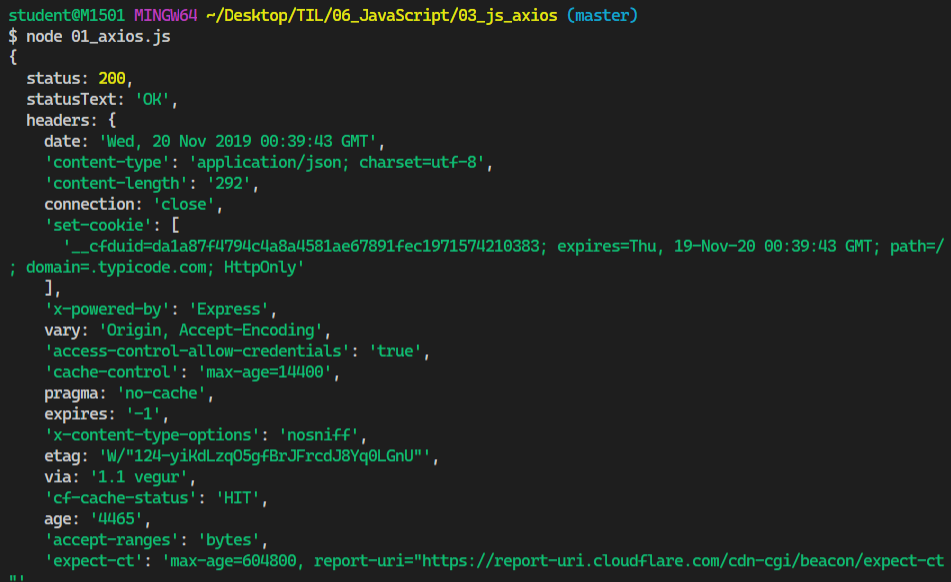 student@M1501 MINGW64 ~/Desktop/TIL/06_JavaScript/03_js_axios (master)
$ node 01_axios.js
{
  status: 200,
  statusText: 'OK',
  headers: {
    date: 'Wed, 20 Nov 2019 00:39:43 GMT',
    'content-type': 'application/json; charset=utf-8',
    'content-length': '292',
    connection: 'close',
    'set-cookie': [
      '__cfduid=da1a87f4794c4a8a4581ae67891fec1971574210383; expires=Thu, 19-Nov-20 00:39:43 GMT; path=/
; domain=.typicode.com; HttpOnly'
    ],
    'x-powered-by': 'Express',
    vary: 'Origin, Accept-Encoding',
    'access-control-allow-credentials': 'true',
    'cache-control': 'max-age=14400',
    pragma: 'no-cache',
    expires: '-1',
    'x-content-type-options': 'nosniff',
    etag: 'W/"124-yiKdLzqO5gfBrJFrcdJ8Yq0LGnU"',
    via: '1.1 vegur',
    'cf-cache-status': 'HIT',
    age: '4465',
    'accept-ranges': 'bytes',
    'expect-ct': 'max-age=604800, report-uri="https://report-uri.cloudflare.com/cdn-cgi/beacon/expect-ct
"',